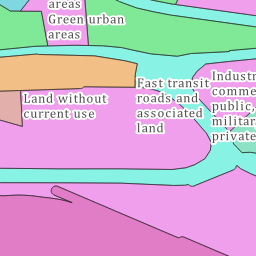 areas
Green urban
areas
Fast transit
roads and
associated
land
Land without
current use
Industr
comme
public,
militar
private